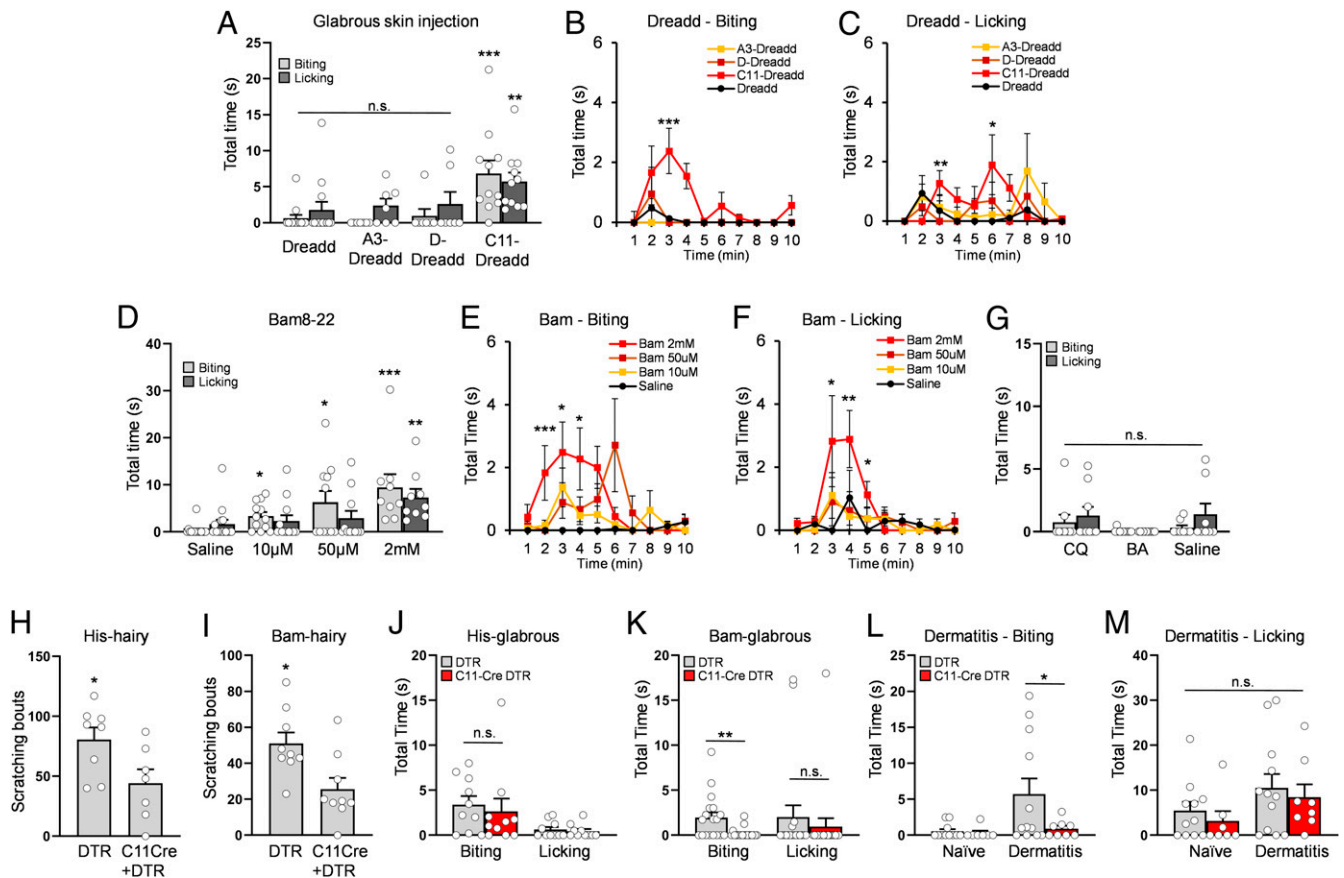 A
Glabrous skin injection
Total time (s)
25
20
15
10
5
0
Biting
Licking
n.s.
***
**
Dreadd
A3-
Dreadd
D-
Dreadd
C11-
Dreadd
B
Dreadd - Biting
Total time (s)
6
4
2
0
A3-Dreadd
D-Dreadd
C11-Dreadd
Dreadd
***
1 2 3 4 5 6 7 8 9 10
Time (min)
C
Dreadd - Licking
Total time (s)
6
4
2
0
A3-Dreadd
D-Dreadd
C11-Dreadd
Dreadd
**
*
1 2 3 4 5 6 7 8 9 10
Time (min)
D
Bam8-22
Total time (s)
40
30
20
10
0
Biting
Licking
*
*
***
**
Saline 10µM 50µM 2mM
E
Bam - Biting
Total Time (s)
6
4
2
0
Bam 2mM
Bam 50uM
Bam 10uM
Saline
***
*
*
1 2 3 4 5 6 7 8 9 10
Time (min)
F
Bam - Licking
Total Time (s)
6
4
2
0
Bam 2mM
Bam 50uM
Bam 10uM
Saline
*
**
*
1 2 3 4 5 6 7 8 9 10
Time (min)
G
Total Time (s)
15
10
5
0
Biting
Licking
n.s.
CQ BA Saline
H
His-hairy
Scratching bouts
150
100
50
0
*
DTR C11Cre
+DTR
I
Bam-hairy
Scratching bouts
100
80
60
40
20
0
*
DTR C11Cre
+DTR
J
His-glabrous
Total Time (s)
20
15
10
5
0
DTR
C11-Cre DTR
n.s.
Biting Licking
K
Bam-glabrous
Total Time (s)
20
15
10
5
0
DTR
C11-Cre DTR
**
n.s.
Biting Licking
L
Dermatitis - Biting
Total Time (s)
25
20
15
10
5
0
DTR
C11-Cre DTR
*
Naïve Dermatitis
M
Dermatitis - Licking
Total Time (s)
40
30
20
10
0
n.s.
Naïve Dermatitis